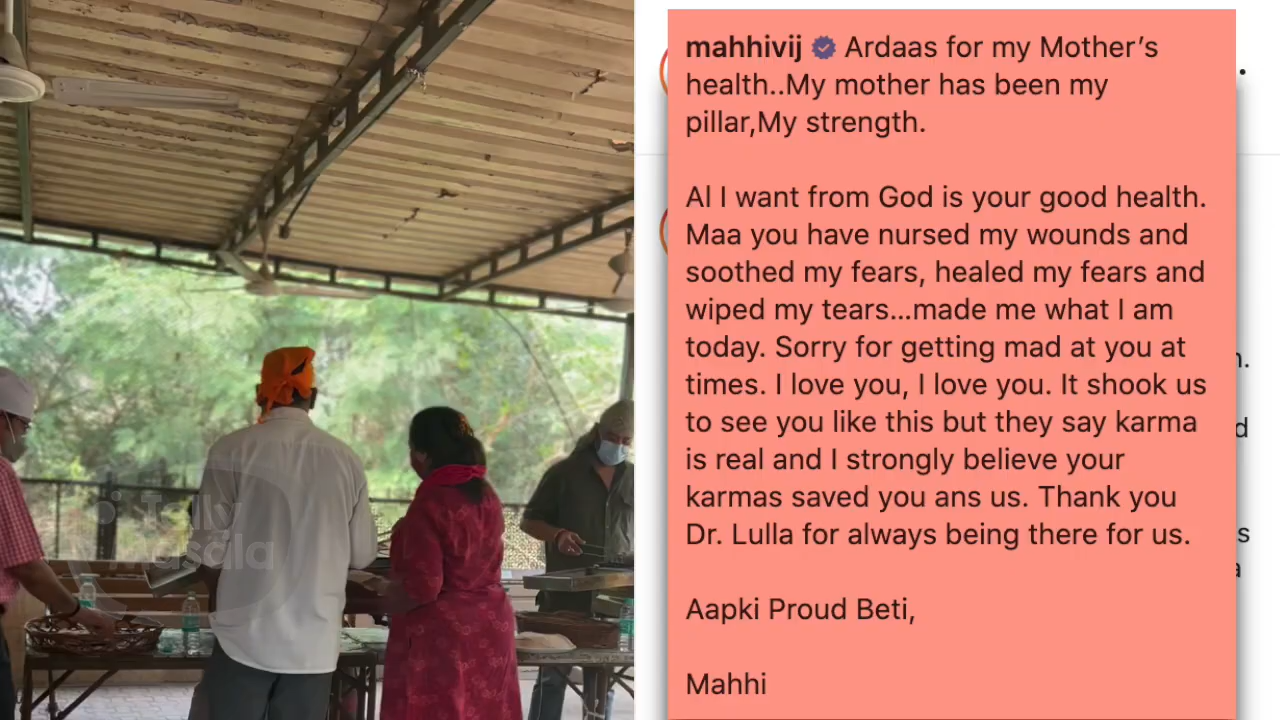 Telly
masala
mahhivij Ardaas for my Mother’s
health..My mother has been my
pillar,My strength.
Al I want from God is your good health.
Maa you have nursed my wounds and
soothed my fears, healed my fears and
wiped my tears...made me what I am
today. Sorry for getting mad at you at
times. I love you, I love you. It shook us
to see you like this but they say karma
is real and I strongly believe your
karmas saved you ans us. Thank you
Dr. Lulla for always being there for us.
Aapki Proud Beti,
Mahhi